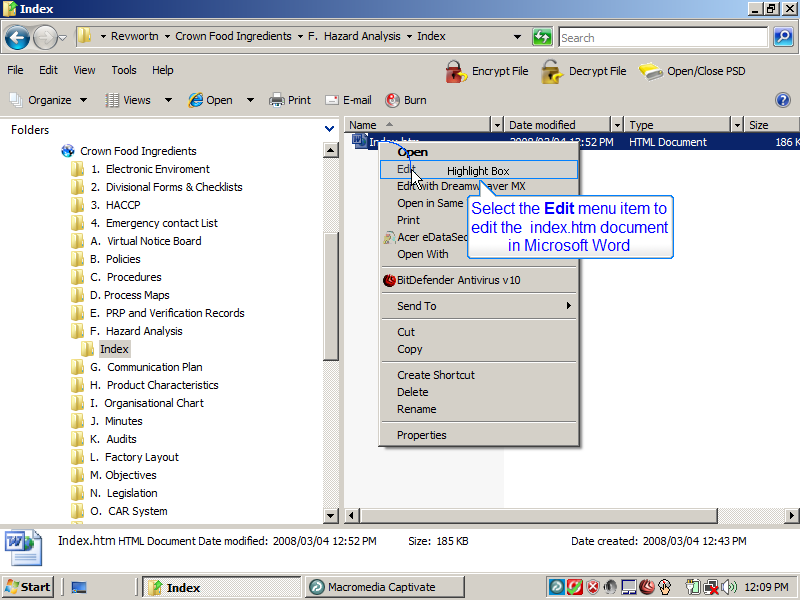 Index
Revwortn Crown Food Ingredients F. Hazard Analysis Index
Search
File Edit View Tools Help
Encrypt File Decrypt File Open/Close PSD
Organize Views Open Print E-mail Burn
Folders
Name Date modified Type Size
Index.htm 2008/03/04 12:52 PM HTML Document 186 K
Crown Food Ingredients
1. Electronic Enviroment
2. Divisional Forms & Checklists
3. HACCP
4. Emergency contact List
A. Virtual Notice Board
B. Policies
C. Procedures
D. Process Maps
E. PRP and Verification Records
F. Hazard Analysis
Index
G. Communication Plan
H. Product Characteristics
I. Organisational Chart
J. Minutes
K. Audits
L. Factory Layout
M. Objectives
N. Legislation
O. CAR System
Open
Edit
Highlight Box
Edit with Dreamweaver MX
Open in Same
Print
Acer eDataSec
Open With
BitDefender Antivirus v10
Send To
Cut
Copy
Create Shortcut
Delete
Rename
Properties
Select the Edit menu item to
edit the index.htm document
in Microsoft Word
Index.htm HTML Document Date modified: 2008/03/04 12:52 PM Size: 185 KB Date created: 2008/03/04 12:43 PM
Start Index Macromedia Captivate 12:09 PM